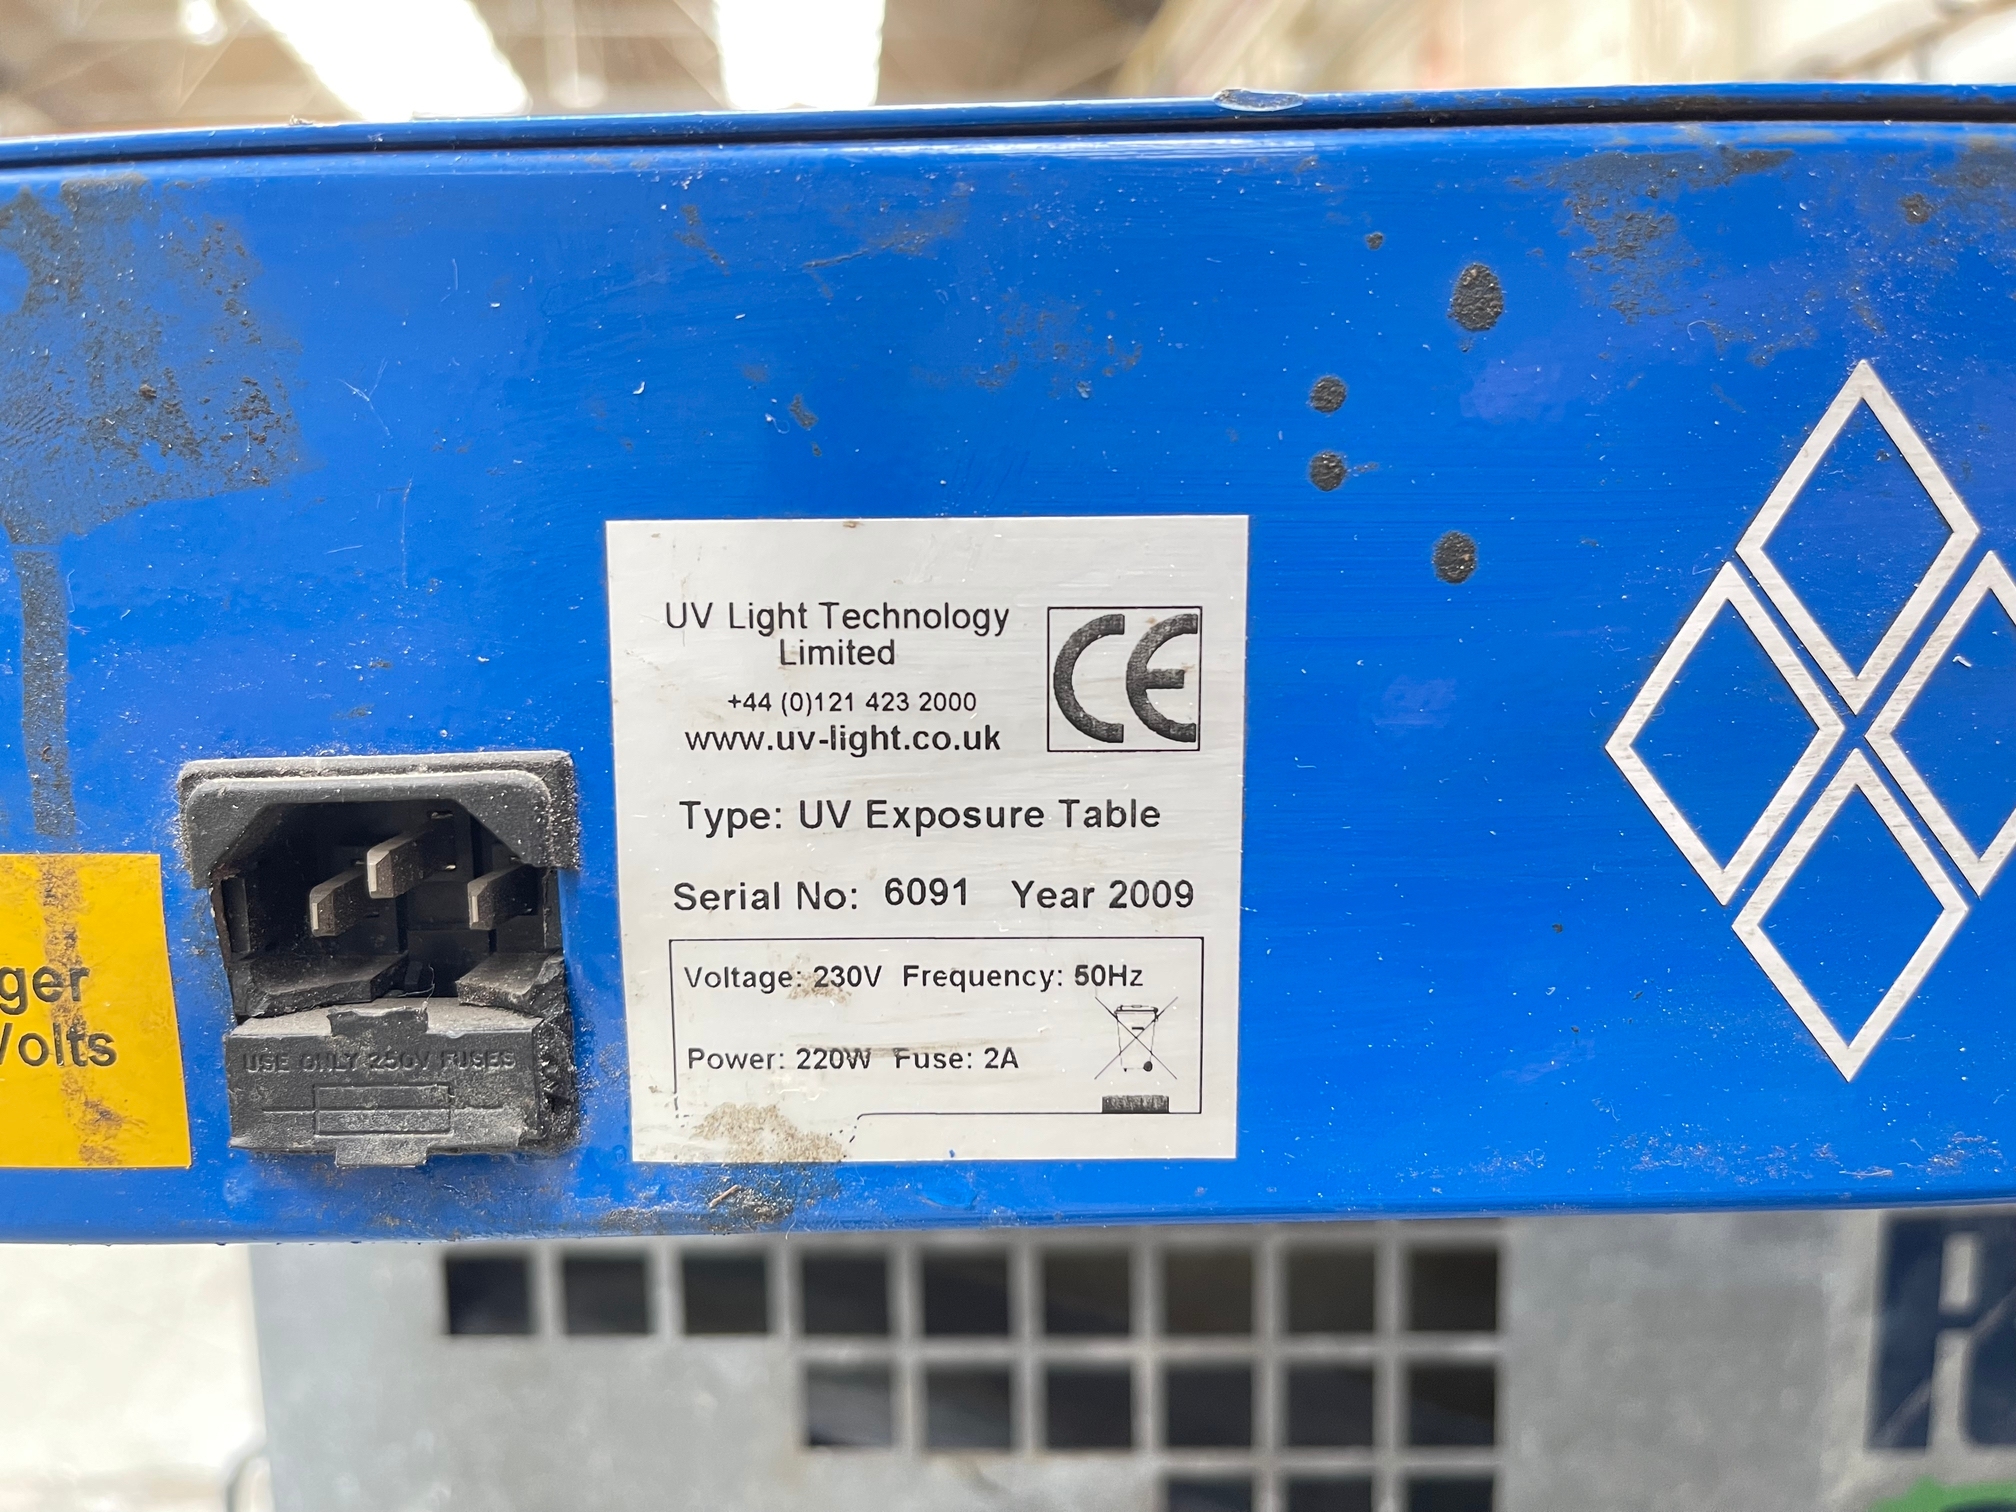 UV Light Technology
Limited
+44 (0)121 423 2000
www.uv-light.co.uk
CE
Type: UV Exposure Table
Serial No: 6091 Year 2009
Voltage: 230V Frequency: 50Hz
Power: 220W Fuse: 2A
USE ONLY 250V FUSES
ger
Volts